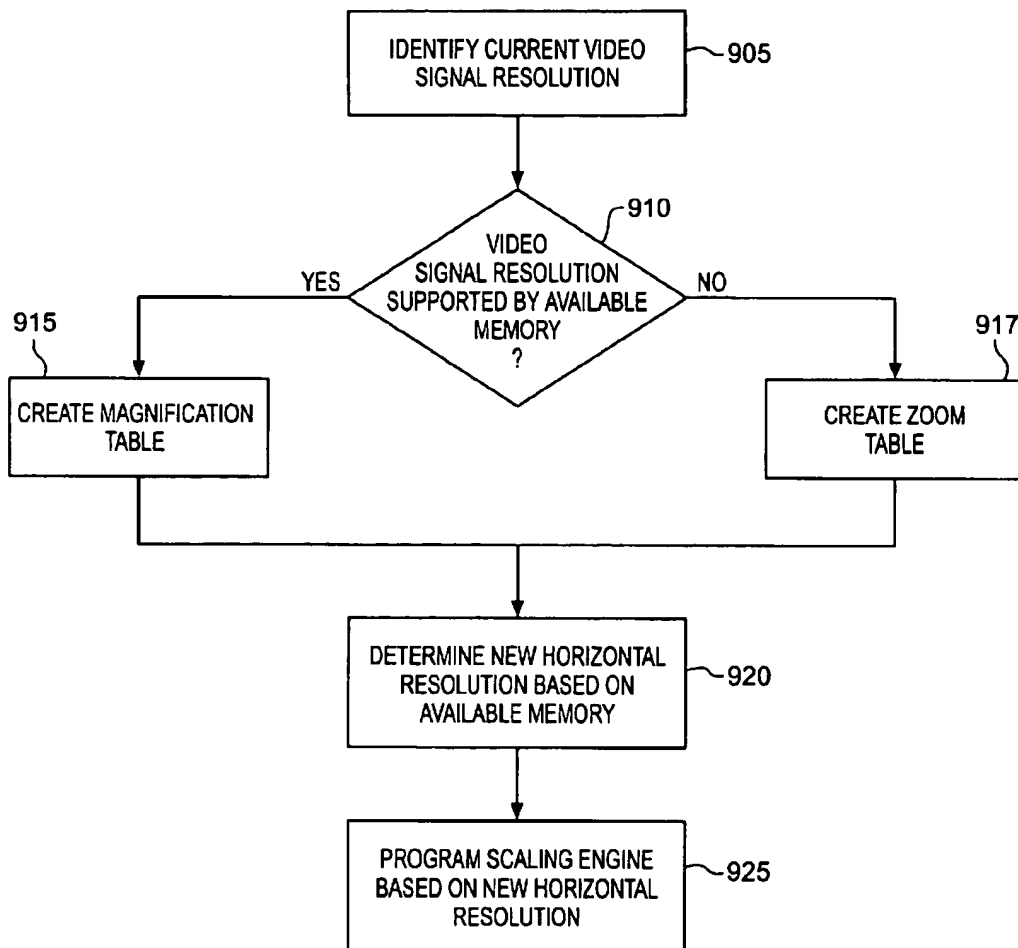 IDENTIFY CURRENT VIDEO
SIGNAL RESOLUTION
905
910
VIDEO
SIGNAL RESOLUTION
SUPPORTED BY AVAILABLE
MEMORY
?
YES
NO
915
917
CREATE MAGNIFICATION
TABLE
CREATE ZOOM
TABLE
DETERMINE NEW HORIZONTAL
RESOLUTION BASED ON
AVAILABLE MEMORY
920
PROGRAM SCALING ENGINE
BASED ON NEW HORIZONTAL
RESOLUTION
925